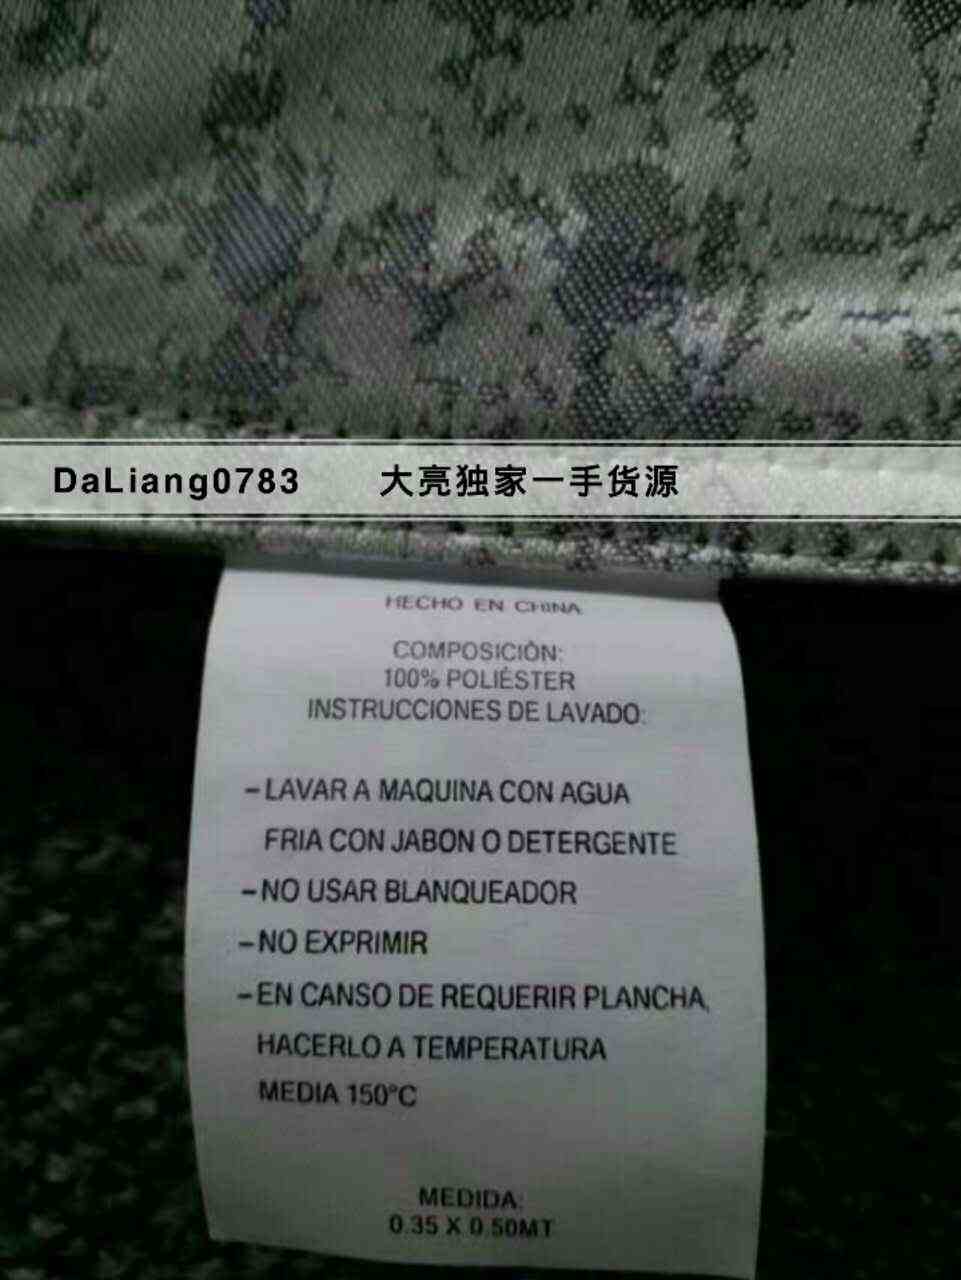 DaLiang0783 大亮独家一手货源
HECHO EN CHINA
COMPOSICIÒN:
100% POLIÉSTER
INSTRUCCIONES DE LAVADO:
-LAVAR A MAQUINA CON AGUA
FRIA CON JABON O DETERGENTE
-NO USAR BLANQUEADOR
-NO EXPRIMIR
-EN CANSO DE REQUERIR PLANCHA,
HACERLO A TEMPERATURA
MEDIA 150°C
MEDIDA:
0.35 X 0.50MT